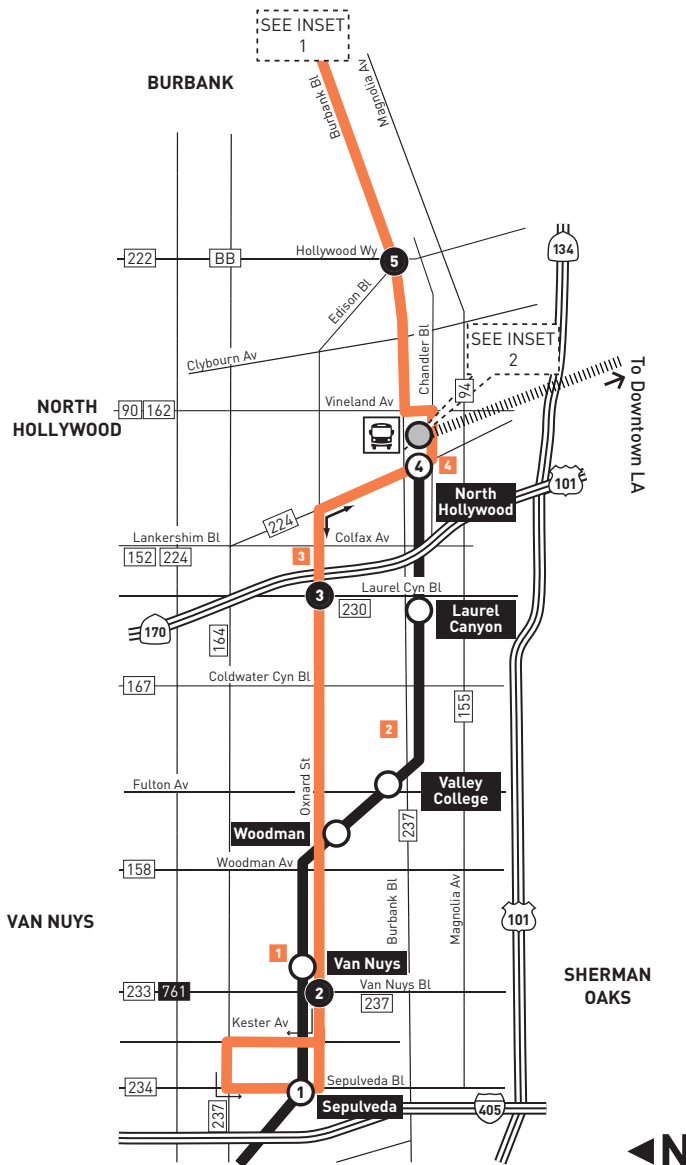 SEE INSET
1
BURBANK
Burbank Bl
Magnolia Av
222
BB
Hollywood Wy
5
134
Edison Bl
Clybourn Av
Chandler Bl
SEE INSET
2
94
To Downtown LA
NORTH
HOLLYWOOD
90
162
Vineland Av
4
4
North
Hollywood
101
224
Lankershim Bl
152
224
3
Colfax Av
3
Laurel Cyn Bl
230
Laurel
Canyon
170
164
167
Coldwater Cyn Bl
155
2
Oxnard St
Fulton Av
Valley
College
237
Woodman
158
Woodman Av
Burbank Bl
Magnolia Av
VAN NUYS
101
1
Van Nuys
SHERMAN
OAKS
233
761
2
Van Nuys Bl
237
Kester Av
234
1
Sepulveda Bl
Sepulveda
405
237
N